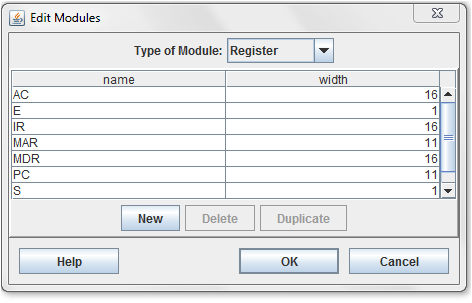 Edit Modules
Type of Module: Register
name width
AC 16
E 1
IR 16
MAR 11
MDR 16
PC 11
S 1
New Delete Duplicate
Help OK Cancel